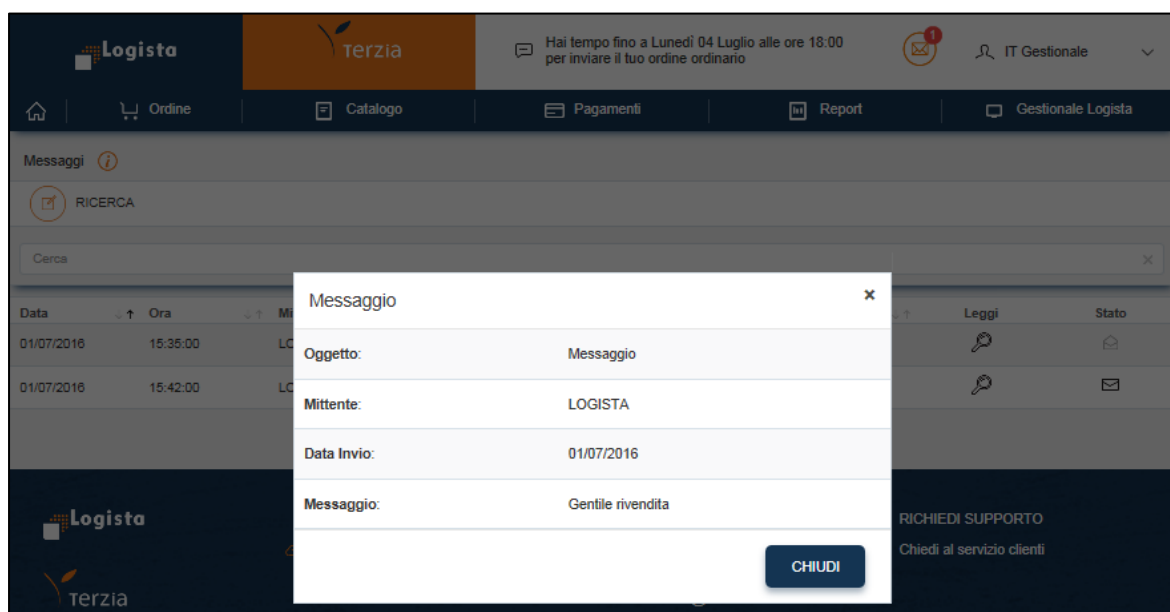 Logista
Terzia
Hai tempo fino a Lunedì 04 Luglio alle ore 18:00
per inviare il tuo ordine ordinario
1
IT Gestionale
Ordine
Catalogo
Pagamenti
Report
Gestionale Logista
Messaggi
RICERCA
Cerca
Data Ora Leggi Stato
01/07/2016 15:35:00
01/07/2016 15:42:00
Messaggio
Oggetto: Messaggio
Mittente: LOGISTA
Data Invio: 01/07/2016
Messaggio: Gentile rivendita
CHIUDI
Logista
Terzia
RICHIEDI SUPPORTO
Chiedi al servizio clienti